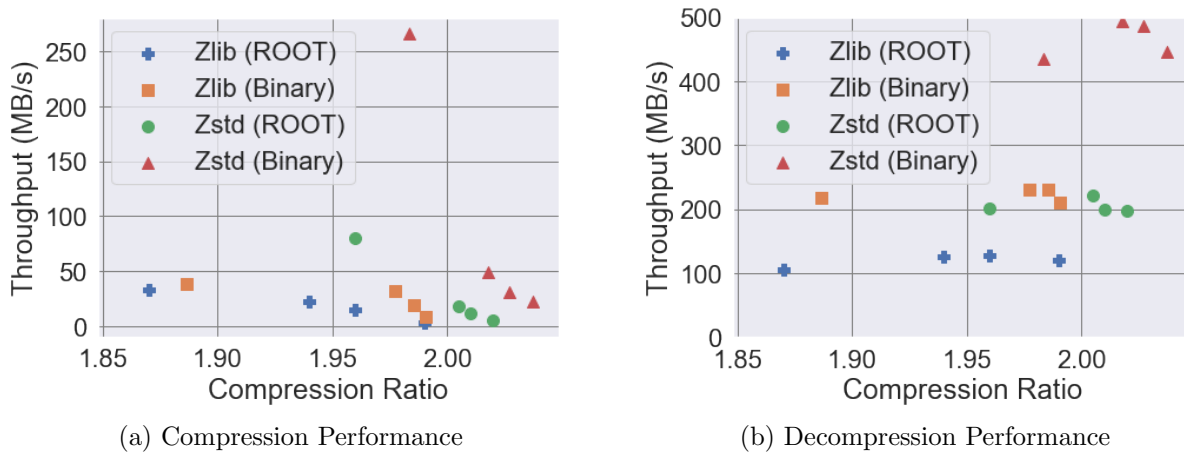 250
200
150
100
50
0
Throughput (MB/s)
Zlib (ROOT)
Zlib (Binary)
Zstd (ROOT)
Zstd (Binary)
1.85 1.90 1.95 2.00
Compression Ratio
(a) Compression Performance
500
400
300
200
100
0
Throughput (MB/s)
Zlib (ROOT)
Zlib (Binary)
Zstd (ROOT)
Zstd (Binary)
1.85 1.90 1.95 2.00
Compression Ratio
(b) Decompression Performance